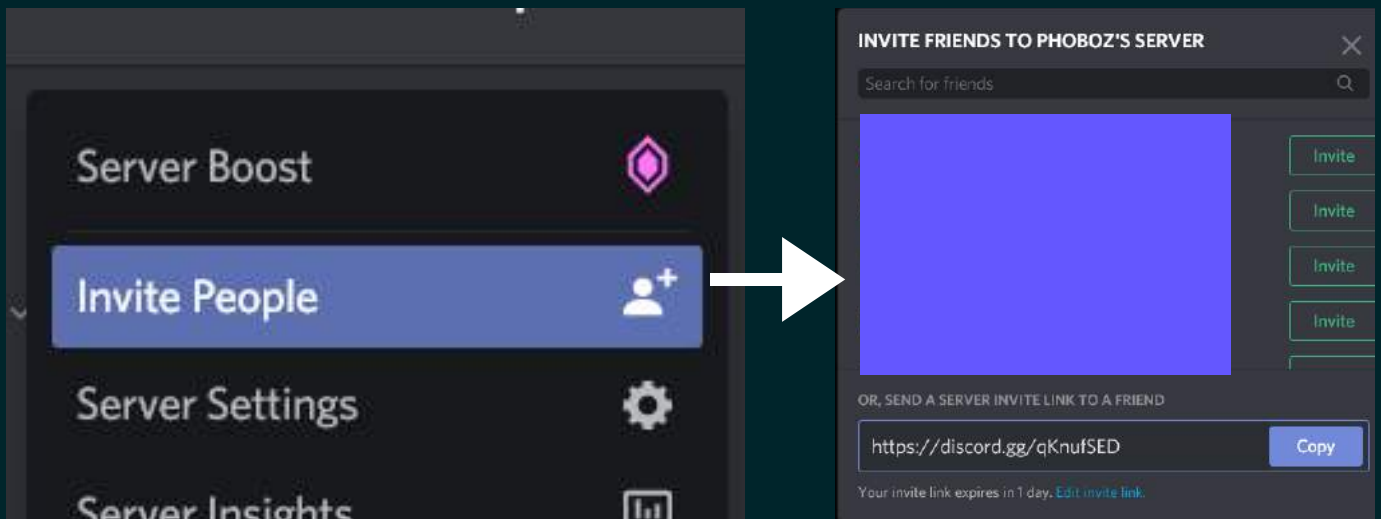 Server Boost
Invite People
Server Settings
Server Insights
INVITE FRIENDS TO PHOBOZ'S SERVER
Search for friends
Invite
Invite
Invite
Invite
OR, SEND A SERVER INVITE LINK TO A FRIEND
https://discord.gg/qKnufSED
Copy
Your invite link expires in 1 day. Edit invite link.